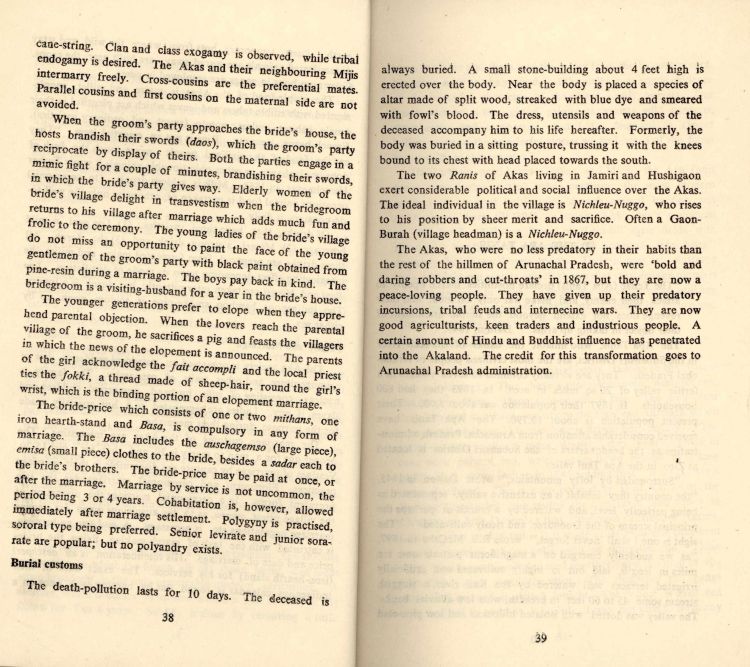 cane-string. Clan and class exogamy is observed, while tribal
endogamy is desired. The Akas and their neighbouring Mijis
intermarry freely. Cross-cousins are the preferential mates.
Parallel cousins and first cousins on the maternal side are not
avoided.
When the groom's party approaches the bride's house, the
hosts brandish their swords (daos), which the groom's party
reciprocate by display of theirs. Both the parties engage in a
mimic fight for a couple of minutes, brandishing their swords,
in which the bride's party gives way. Elderly women of the
bride's village delight in transvestism when the bridegroom
returns to his village after marriage which adds much fun and
frolic to the ceremony. The young ladies of the bride's village
do not miss an opportunity to paint the face of the young
gentlemen of the groom's party with black paint obtained from
pine-resin during a marriage. The boys pay back in kind. The
bridegroom is a visiting-husband for a year in the bride's house.
The younger generations prefer to elope when they appre-
hend parental objection. When the lovers reach the parental
village of the groom, he sacrifices a pig and feasts the villagers
in which the news of the elopement is announced. The parents
of the girl acknowledge the fait accompli and the local priest
ties the fokki, a thread made of sheep-hair, round the girl's
wrist, which is the binding portion of an elopement marriage.
The bride-price which consists of one or two mithans, one
iron hearth-stand and Basa, is compulsory in any form of
marriage. The Basa includes the auschagemso (large piece),
emisa (small piece) clothes to the bride, besides a sadar each to
the bride's brothers. The bride-price may be paid at once, or
after the marriage. Marriage by service is not uncommon, the
period being 3 or 4 years. Cohabitation is, however, allowed
immediately after marriage settlement. Polygyny is practised,
sororal type being preferred. Senior levirate and junior sora-
rate are popular; but no polyandry exists.
Burial customs
The death-pollution lasts for 10 days. The deceased is
38
always buried. A small stone-building about 4 feet high is
erected over the body. Near the body is placed a species of
altar made of split wood, streaked with blue dye and smeared
with fowl's blood. The dress, utensils and weapons of the
deceased accompany him to his life hereafter. Formerly, the
body was buried in a sitting posture, trussing it with the knees
bound to its chest with head placed towards the south.
The two Ranis of Akas living in Jamiri and Hushigaon
exert considerable political and social influence over the Akas.
The ideal individual in the village is Nichleu-Nuggo, who rises
to his position by sheer merit and sacrifice. Often a Gaon-
Burah (village headman) is a Nichleu-Nuggo.
The Akas, who were no less predatory in their habits than
the rest of the hillmen of Arunachal Pradesh, were 'bold and
daring robbers and cut-throats' in 1867, but they are now a
peace-loving people. They have given up their predatory
incursions, tribal feuds and internecine wars. They are now
good agriculturists, keen traders and industrious people. A
certain amount of Hindu and Buddhist influence has penetrated
into the Akaland. The credit for this transformation goes to
Arunachal Pradesh administration.
39